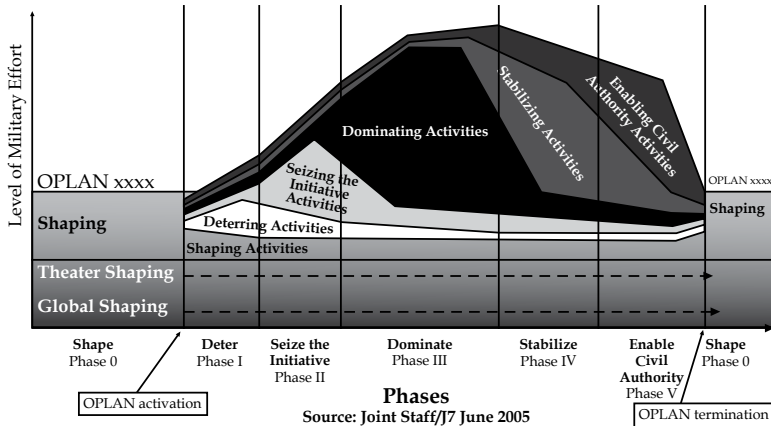 Level of Military Effort
OPLAN xxxx
Shaping
Theater Shaping
Global Shaping
Shaping Activities
Deterring Activities
Seizing the
Initiative
Activities
Dominating Activities
Stabilizing Activities
Enabling Civil
Authority Activities
OPLAN xxxx
Shaping
Shape
Phase 0
Deter
Phase I
Seize the
Initiative
Phase II
Dominate
Phase III
Stabilize
Phase IV
Enable
Civil
Authority
Phase V
Shape
Phase 0
OPLAN activation
Phases
Source: Joint Staff/J7 June 2005
OPLAN termination